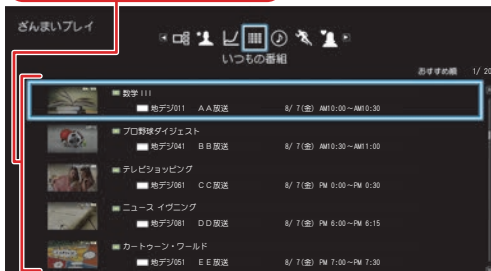 ざんまいプレイ
いつもの番組
おすすめ順 1/ 20
数学 III
地デジ011 AA放送 8/ 7(金) AM10:00～AM10:30
プロ野球ダイジェスト
地デジ041 BB放送 8/ 7(金) AM10:30～AM11:00
テレビショッピング
地デジ061 CC放送 8/ 7(金) PM 0:00～PM 0:30
ニュース イヴニング
地デジ081 DD放送 8/ 7(金) PM 6:00～PM 6:15
カートゥーン・ワールド
地デジ051 EE放送 8/ 7(金) PM 7:00～PM 7:30